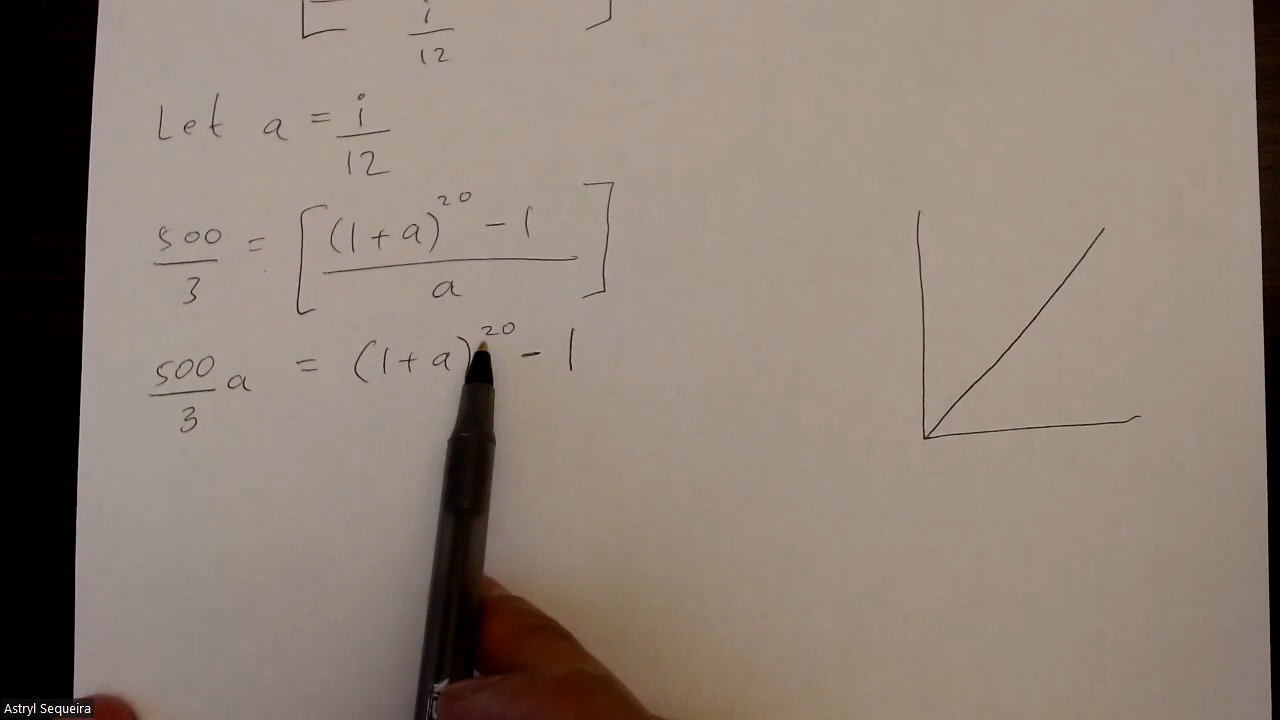 i
12
Let a = i
12
500 = [ (1+a)^20 - 1 ]
3 a
500 a = (1+a)^20 - 1
3
Astryl Sequeira